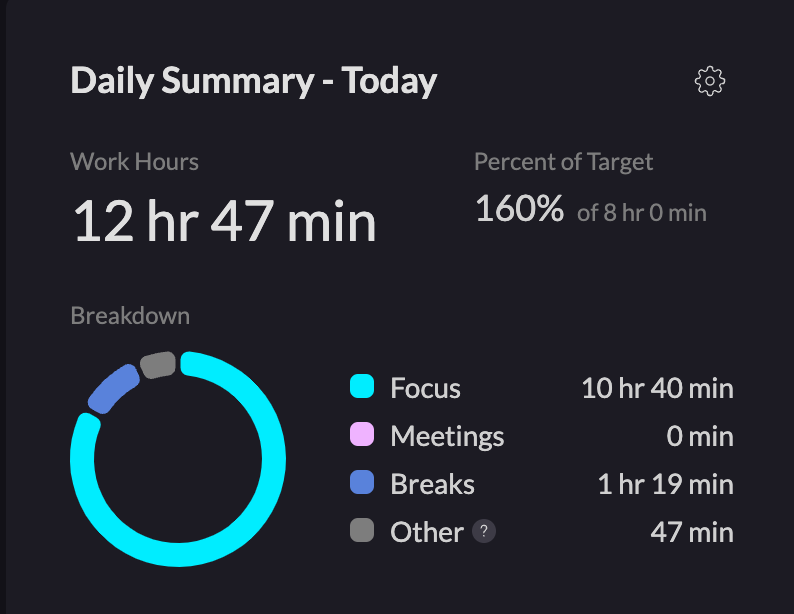 Daily Summary - Today
Work Hours
Percent of Target
12 hr 47 min
160% of 8 hr 0 min
Breakdown
Focus 10 hr 40 min
Meetings 0 min
Breaks 1 hr 19 min
Other ? 47 min